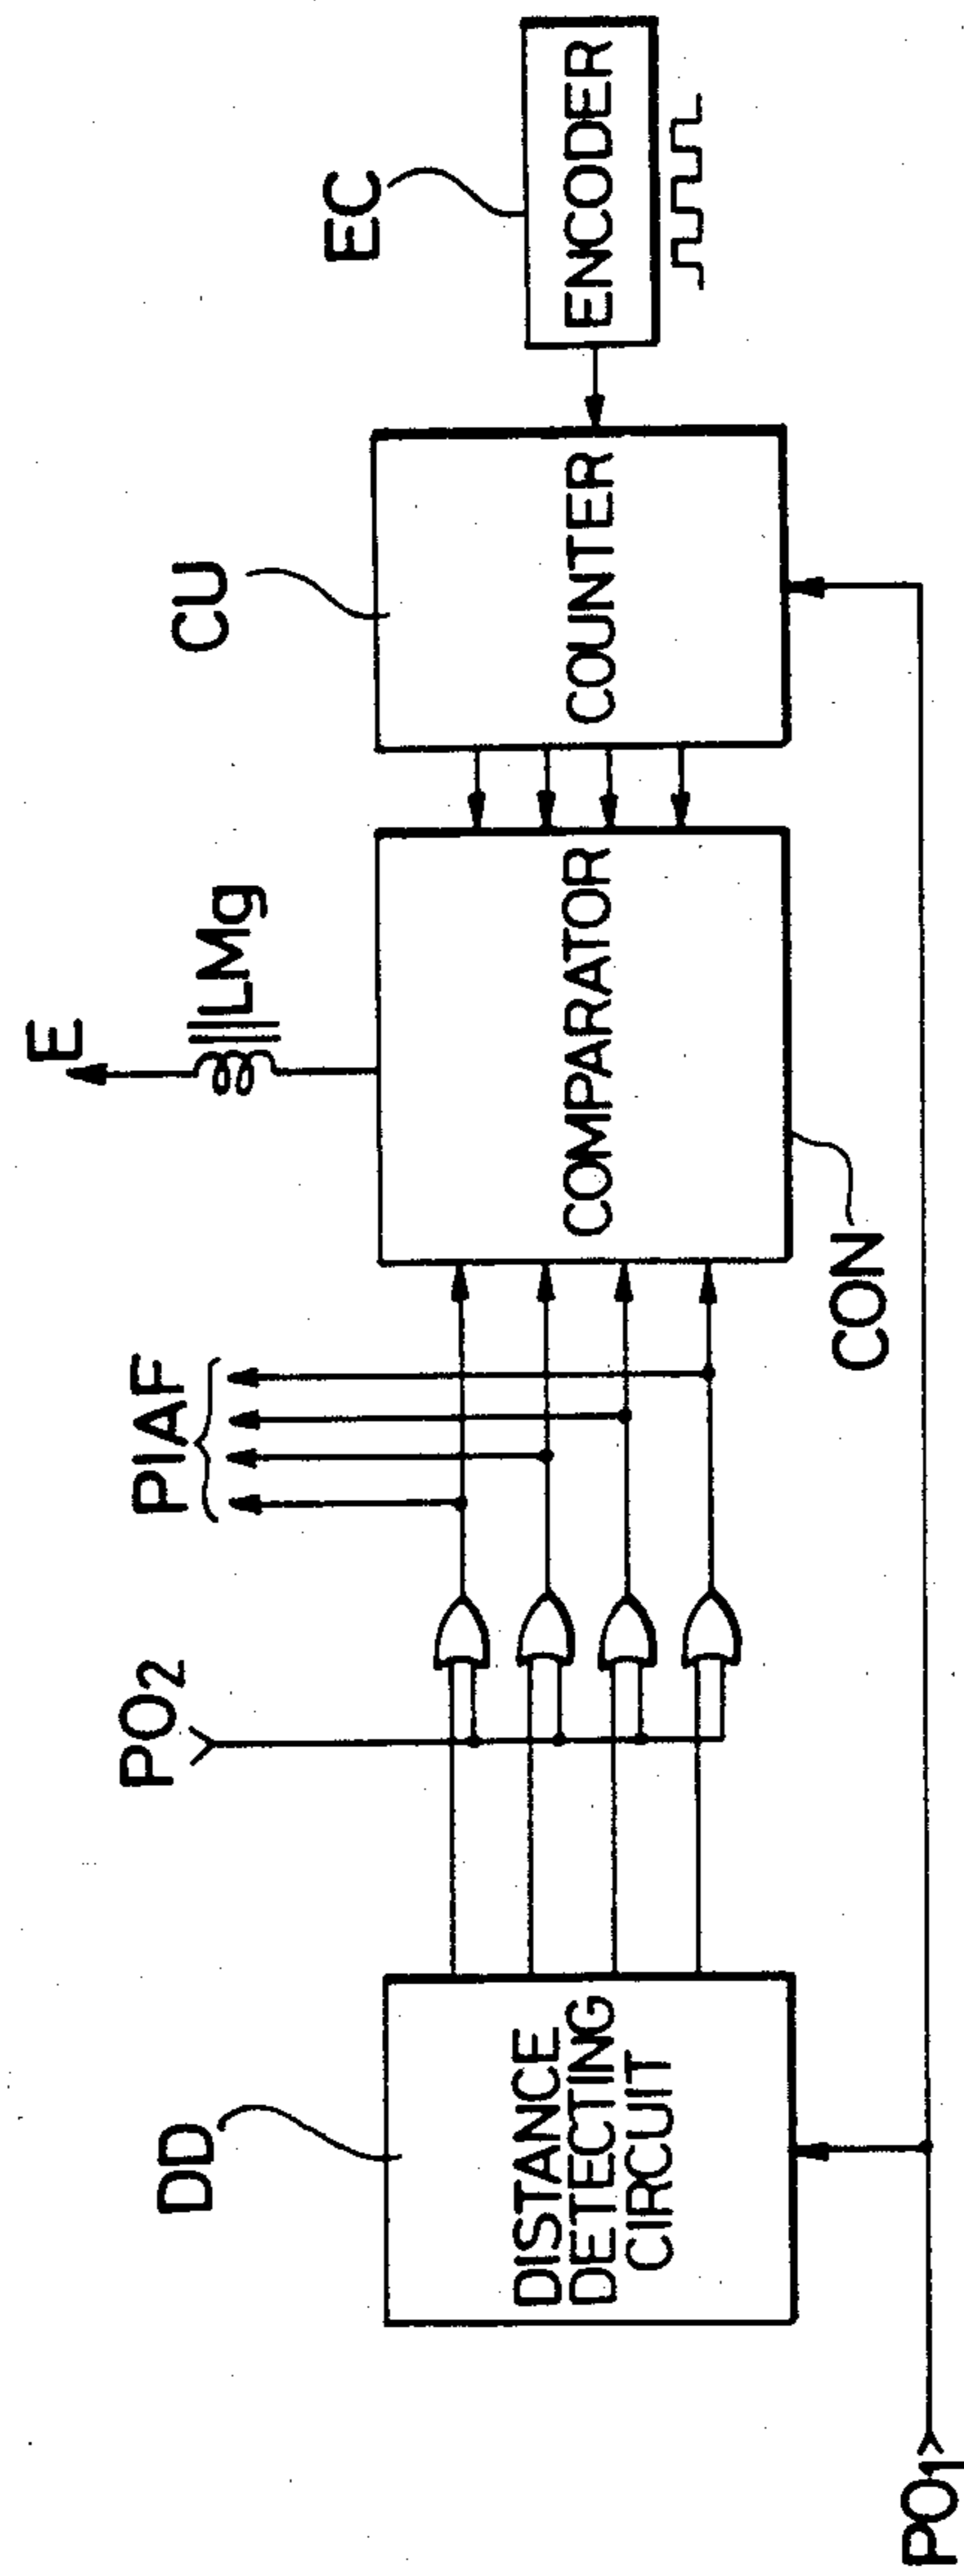 E
LMg
PIAF
PO2
DD
CU
EC
DISTANCE
DETECTING
CIRCUIT
COMPARATOR
COUNTER
ENCODER
CON
PO1